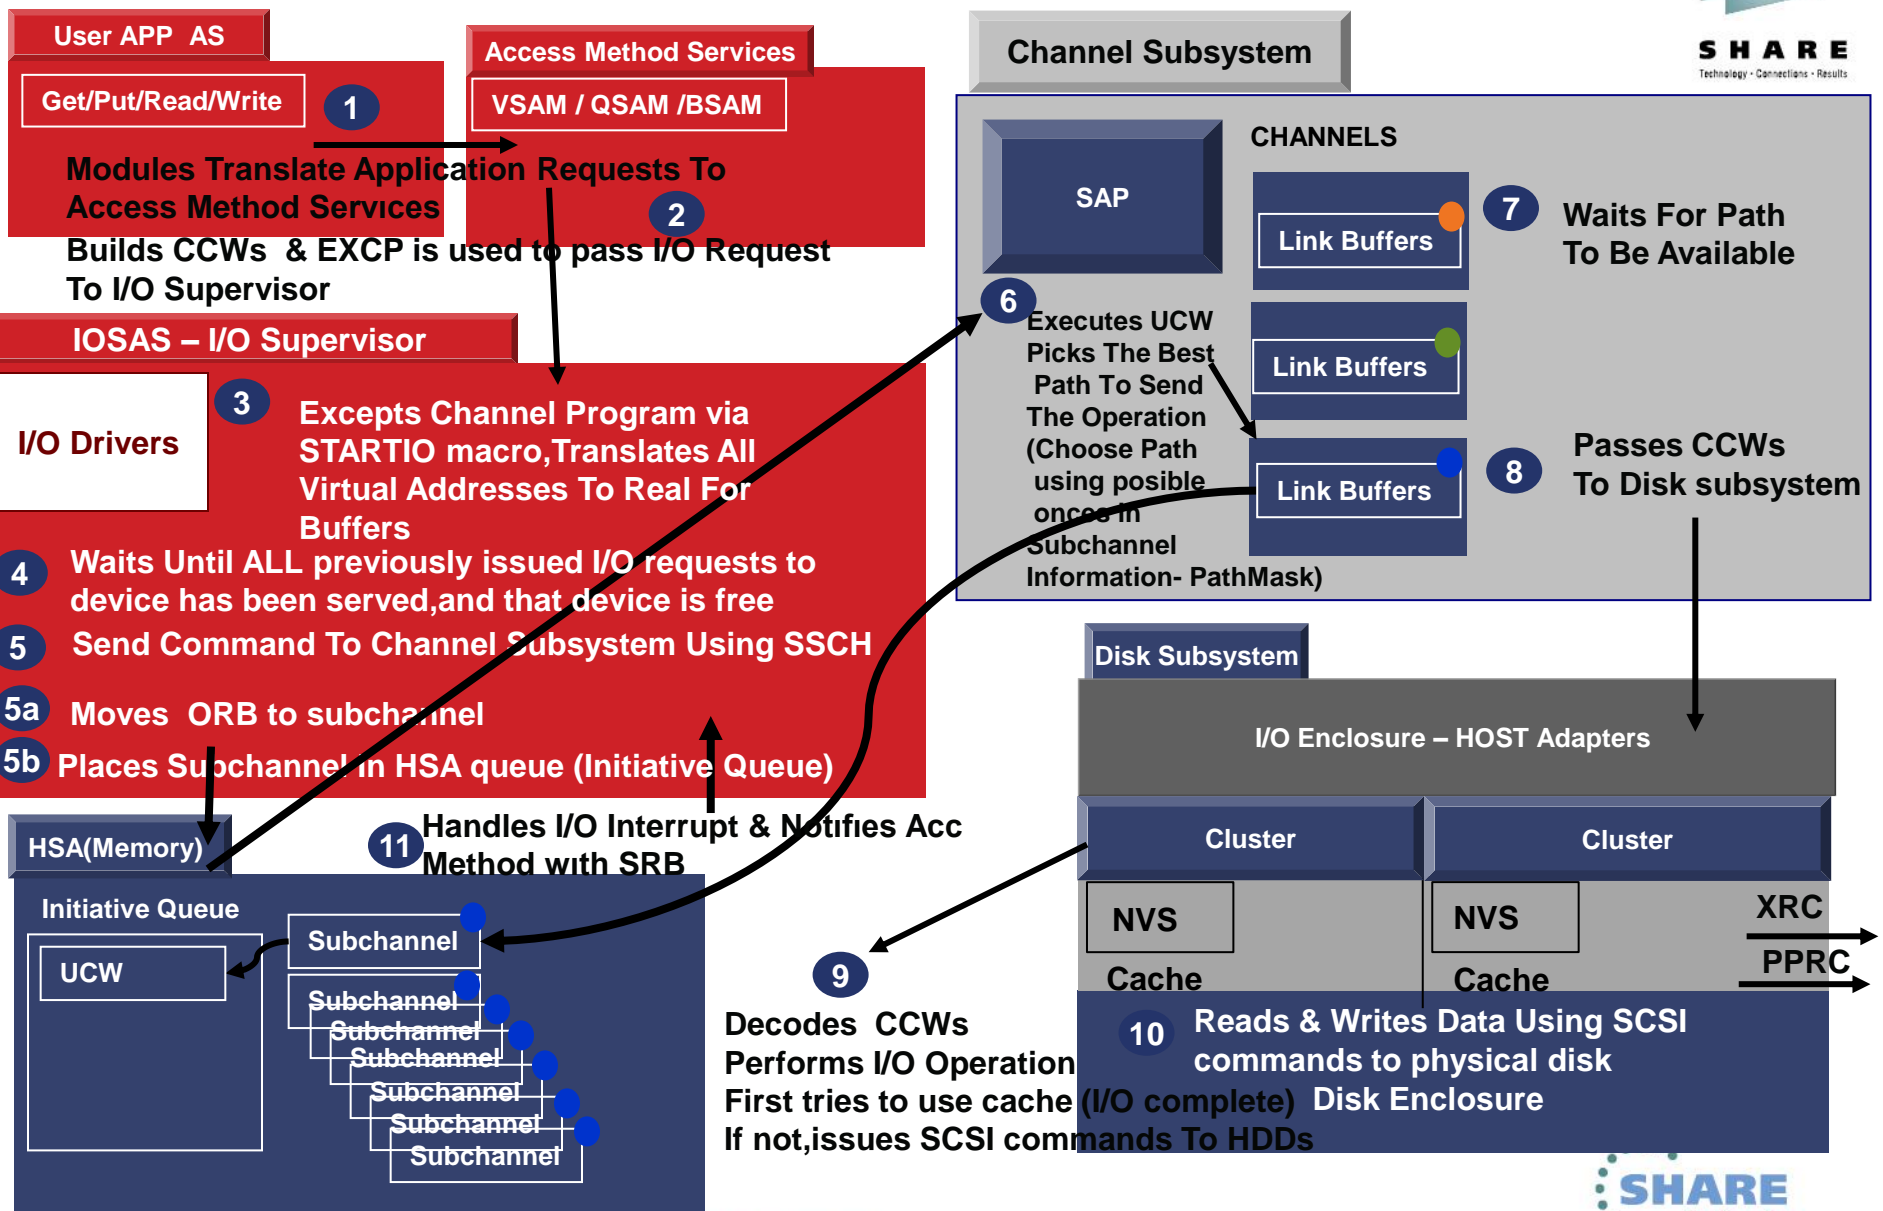 User APP AS
Get/Put/Read/Write
1
Access Method Services
VSAM / QSAM /BSAM
Modules Translate Application Requests To
Access Method Services
2
Builds CCWs & EXCP is used to pass I/O Request
To I/O Supervisor
IOSAS – I/O Supervisor
I/O Drivers
3
Excepts Channel Program via
STARTIO macro,Translates All
Virtual Addresses To Real For
Buffers
4
Waits Until ALL previously issued I/O requests to
device has been served,and that device is free
5
Send Command To Channel Subsystem Using SSCH
5a
Moves ORB to subchannel
5b
Places Subchannel in HSA queue (Initiative Queue)
HSA(Memory)
11
Handles I/O Interrupt & Notifies Acc
Method with SRB
Initiative Queue
UCW
Subchannel
Subchannel
Subchannel
Subchannel
Subchannel
Subchannel
Subchannel
Channel Subsystem
SHARE
Technology · Connections · Results
SAP
CHANNELS
Link Buffers
7
Waits For Path
To Be Available
6
Executes UCW
Picks The Best
Path To Send
The Operation
(Choose Path
using posible
onces in
Subchannel
Information- PathMask)
Link Buffers
Link Buffers
8
Passes CCWs
To Disk subsystem
Disk Subsystem
I/O Enclosure – HOST Adapters
Cluster
Cluster
NVS
Cache
NVS
Cache
XRC
PPRC
9
Decodes CCWs
Performs I/O Operation
First tries to use cache (I/O complete)
If not,issues SCSI commands To HDDs
10
Reads & Writes Data Using SCSI
commands to physical disk
Disk Enclosure
SHARE